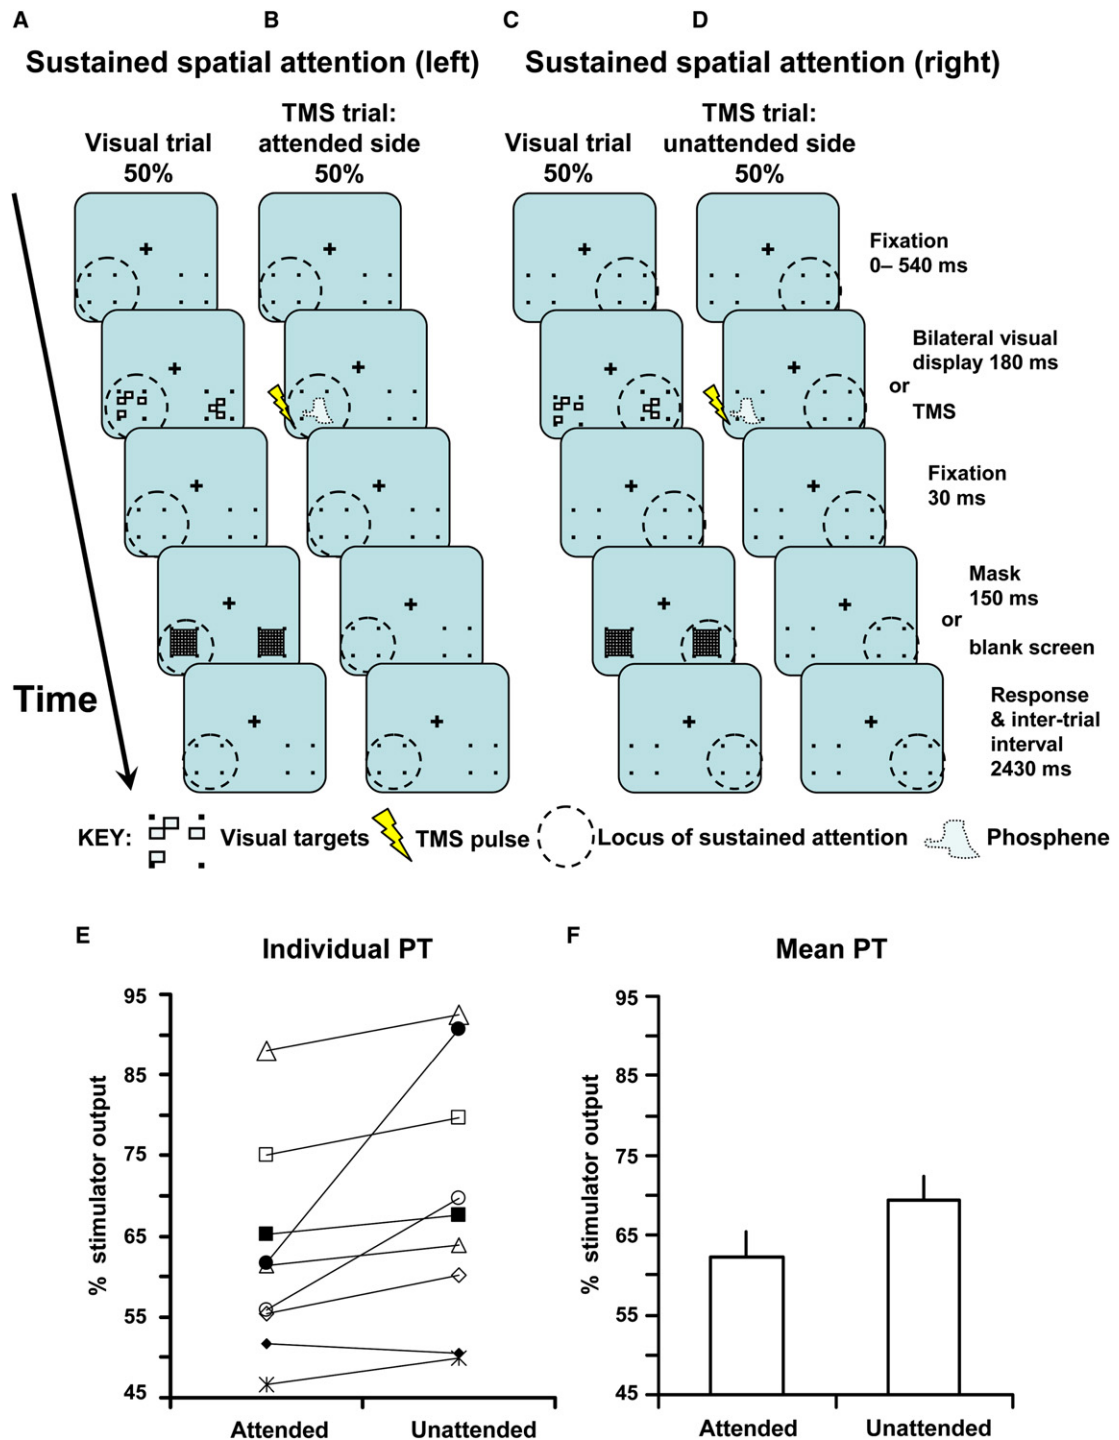 A B C D
Sustained spatial attention (left) Sustained spatial attention (right)
Visual trial
50%
TMS trial:
attended side
50%
Visual trial
50%
TMS trial:
unattended side
50%
Fixation
0– 540 ms
Bilateral visual
display 180 ms
or
TMS
Fixation
30 ms
Mask
150 ms
or
blank screen
Response
& inter-trial
interval
2430 ms
Time
KEY: Visual targets TMS pulse Locus of sustained attention Phosphene
E
Individual PT
% stimulator output
95
85
75
65
55
45
Attended Unattended
F
Mean PT
% stimulator output
95
85
75
65
55
45
Attended Unattended